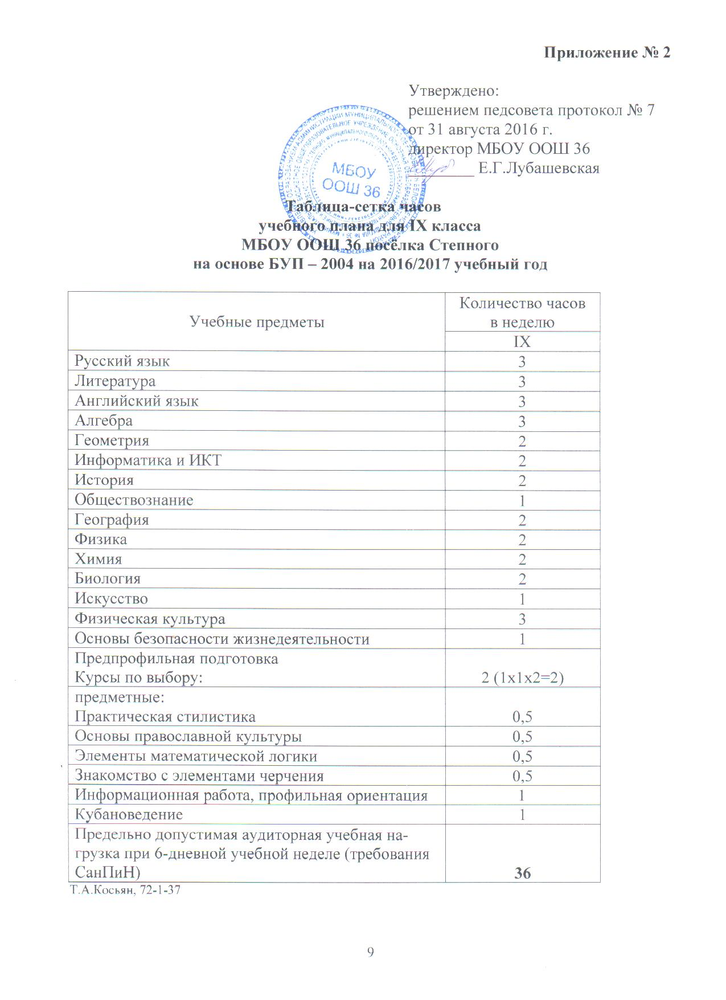 Приложение № 2
Утверждено:
решением педсовета протокол № 7
от 31 августа 2016 г.
директор МБОУ ООШ 36
________ Е.Г.Лубашевская
МБОУ
ООШ 36
Таблица-сетка часов
учебного плана для IX класса
МБОУ ООШ 36 посёлка Степного
на основе БУП – 2004 на 2016/2017 учебный год
Учебные предметы
Количество часов
в неделю
IX
Русский язык 3
Литература 3
Английский язык 3
Алгебра 3
Геометрия 2
Информатика и ИКТ 2
История 2
Обществознание 1
География 2
Физика 2
Химия 2
Биология 2
Искусство 1
Физическая культура 3
Основы безопасности жизнедеятельности 1
Предпрофильная подготовка
Курсы по выбору: 2 (1х1х2=2)
предметные:
Практическая стилистика 0,5
Основы православной культуры 0,5
Элементы математической логики 0,5
Знакомство с элементами черчения 0,5
Информационная работа, профильная ориентация 1
Кубановедение 1
Предельно допустимая аудиторная учебная на-
грузка при 6-дневной учебной неделе (требования
СанПиН) 36
Т.А.Косьян, 72-1-37
9